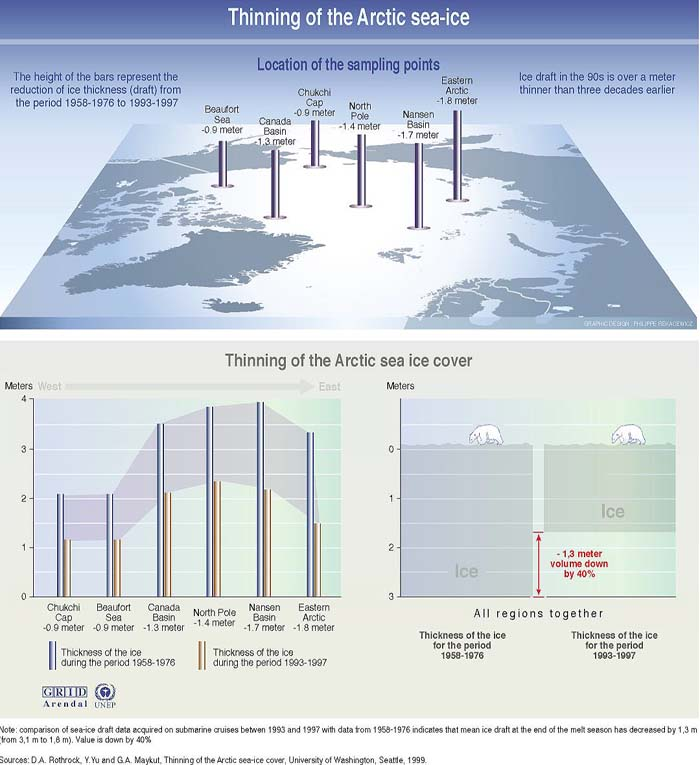 Thinning of the Arctic sea-ice
Location of the sampling points
The height of the bars represent the
reduction of ice thickness (draft) from
the period 1958-1976 to 1993-1997
Ice draft in the 90s is over a meter
thinner than three decades earlier
Beaufort
Sea
-0.9 meter
Canada
Basin
-1.3 meter
Chukchi
Cap
-0.9 meter
North
Pole
-1.4 meter
Nansen
Basin
-1.7 meter
Eastern
Arctic
-1.8 meter
GRAPHIC DESIGN : PHILIPPE REKACEWICZ
Thinning of the Arctic sea ice cover
Meters West East
4
3
2
1
0
Chukchi
Cap
-0.9 meter
Beaufort
Sea
-0.9 meter
Canada
Basin
-1.3 meter
North Pole
-1.4 meter
Nansen
Basin
-1.7 meter
Eastern
Arctic
-1.8 meter
Thickness of the ice
during the period 1958-1976
Thickness of the ice
during the period 1993-1997
Meters
0
1
2
3
Ice
Ice
- 1,3 meter
volume down
by 40%
All regions together
Thickness of the ice
for the period
1958-1976
Thickness of the ice
for the period
1993-1997
GRID
Arendal
UNEP
Note: comparison of sea-ice draft data acquired on submarine cruises betwen 1993 and 1997 with data from 1958-1976 indicates that mean ice draft at the end of the melt season has decreased by 1,3 m
(from 3,1 m to 1,8 m). Value is down by 40%
Sources: D.A. Rothrock, Y.Yu and G.A. Maykut, Thinning of the Arctic sea-ice cover, University of Washington, Seattle, 1999.